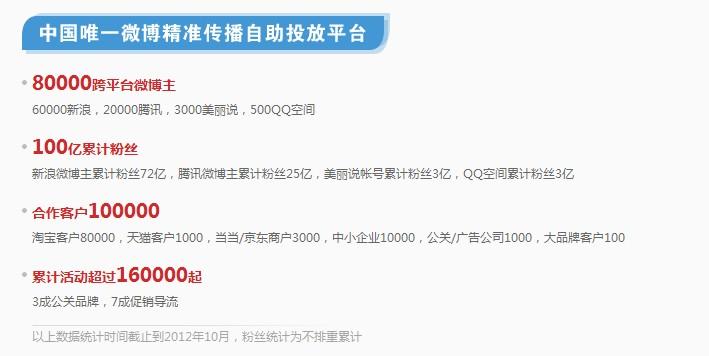 中国唯一微博精准传播自助投放平台
80000跨平台微博主
60000新浪，20000腾讯，3000美丽说，500QQ空间
100亿累计粉丝
新浪微博主累计粉丝72亿，腾讯微博主累计粉丝25亿，美丽说帐号累计粉丝3亿，QQ空间累计粉丝3亿
合作客户100000
淘宝客户80000，天猫客户1000，当当/京东商户3000，中小企业10000，公关/广告公司1000，大品牌客户100
累计活动超过160000起
3成公关品牌，7成促销导流
以上数据统计时间截止到2012年10月，粉丝统计为不排重累计